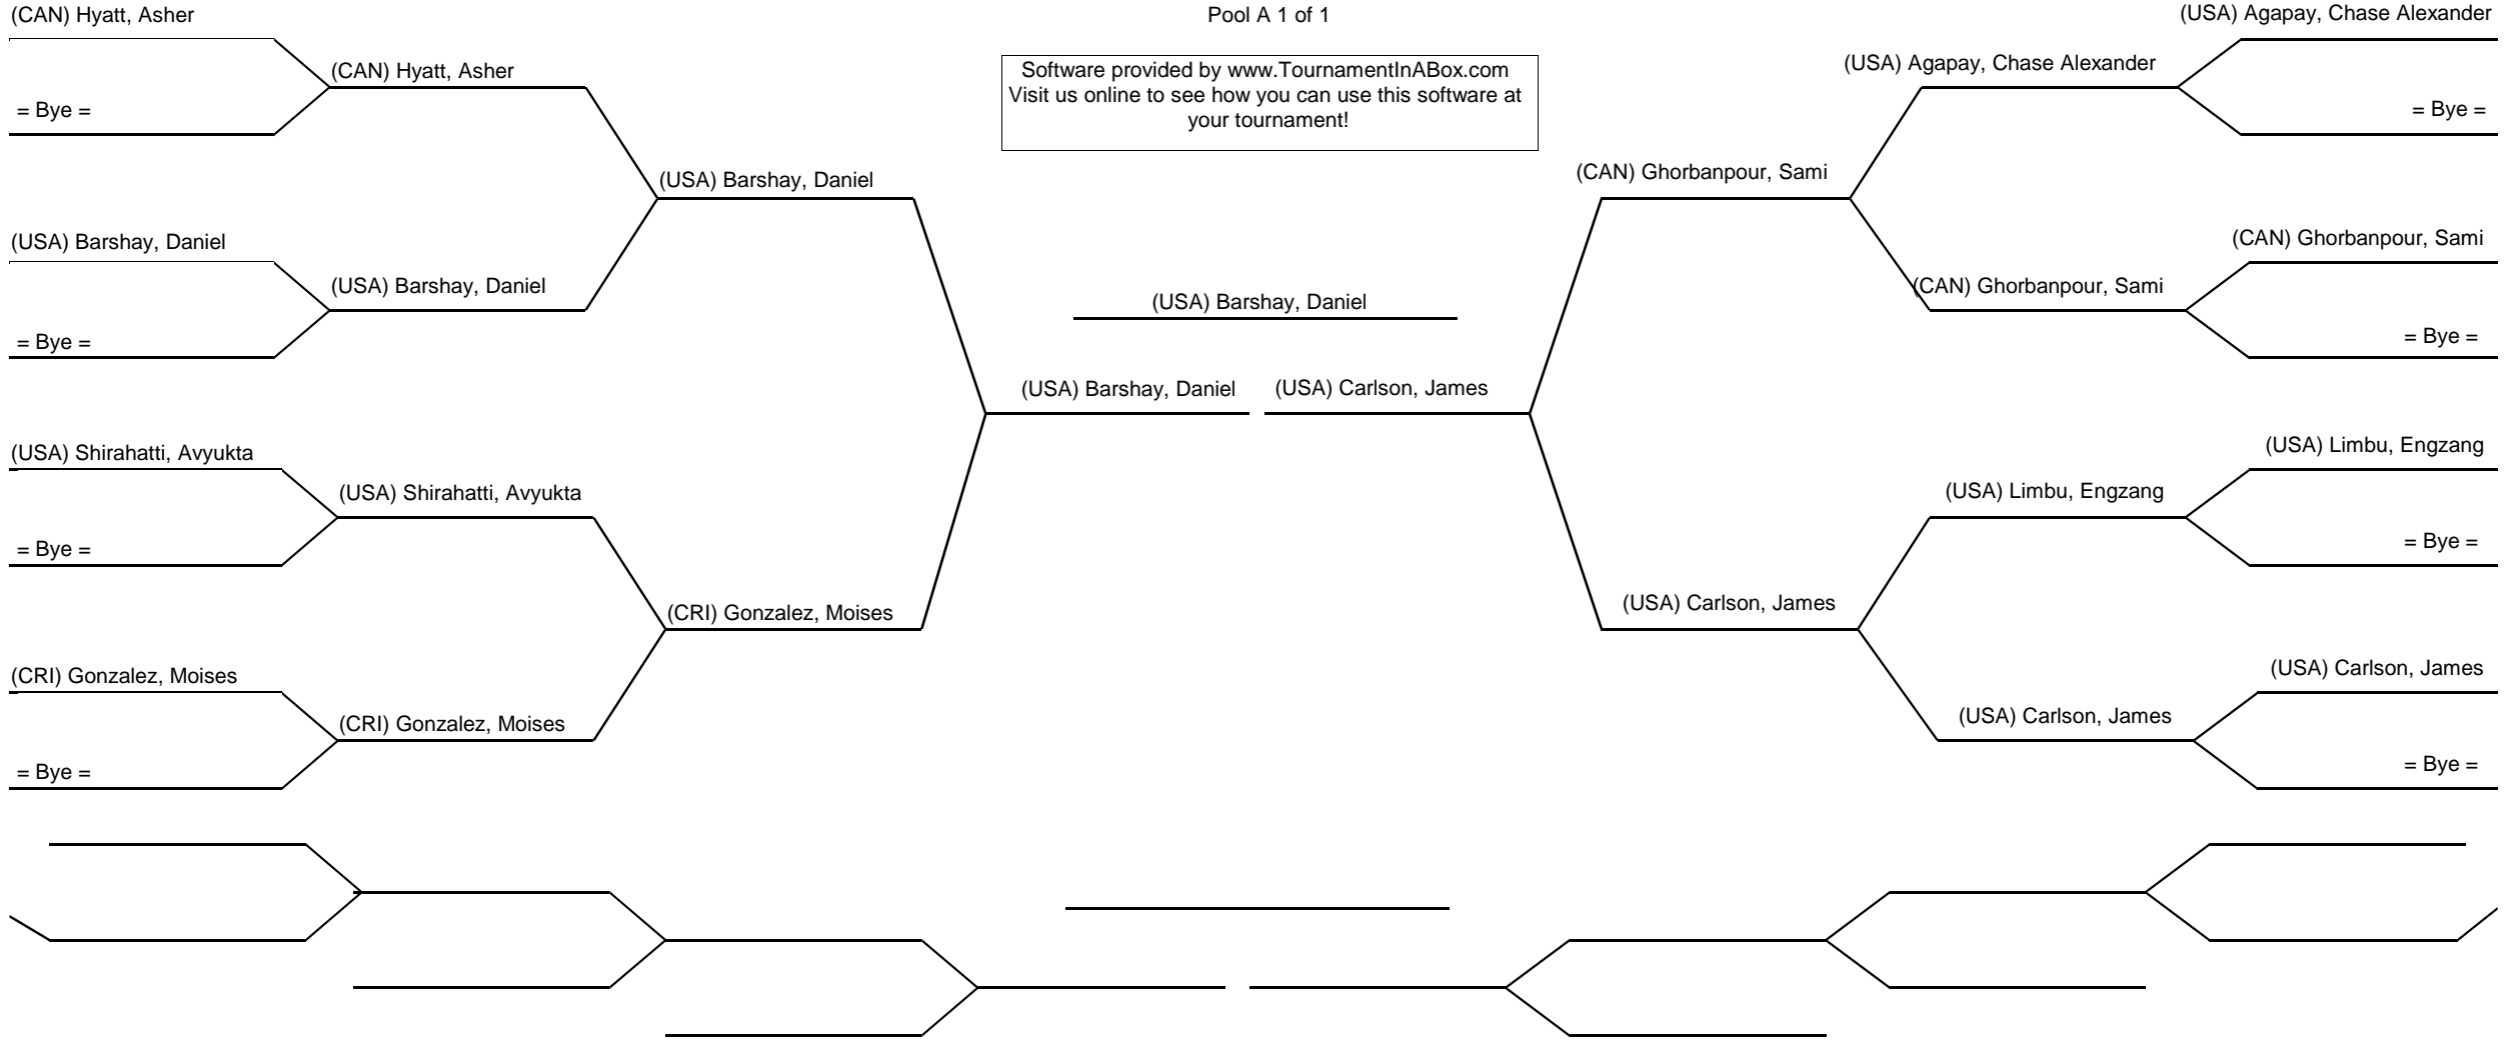 (CAN) Hyatt, Asher
Pool A 1 of 1
(USA) Agapay, Chase Alexander
(CAN) Hyatt, Asher
Software provided by www.TournamentInABox.com
Visit us online to see how you can use this software at
your tournament!
(USA) Agapay, Chase Alexander
= Bye =
= Bye =
(USA) Barshay, Daniel
(CAN) Ghorbanpour, Sami
(USA) Barshay, Daniel
(CAN) Ghorbanpour, Sami
(USA) Barshay, Daniel
(CAN) Ghorbanpour, Sami
(USA) Barshay, Daniel
= Bye =
= Bye =
(USA) Barshay, Daniel
(USA) Carlson, James
(USA) Shirahatti, Avyukta
(USA) Limbu, Engzang
(USA) Shirahatti, Avyukta
(USA) Limbu, Engzang
= Bye =
= Bye =
(CRI) Gonzalez, Moises
(USA) Carlson, James
(CRI) Gonzalez, Moises
(USA) Carlson, James
(CRI) Gonzalez, Moises
(USA) Carlson, James
= Bye =
= Bye =